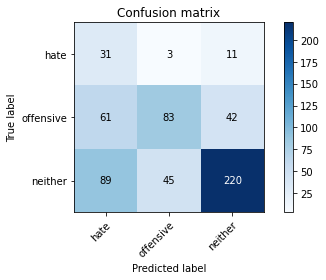 Confusion matrix
True label
hate
offensive
neither
31 3 11
61 83 42
89 45 220
hate offensive neither
Predicted label
200
175
150
125
100
75
50
25